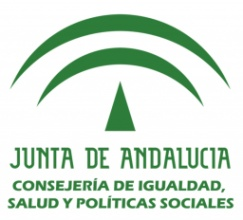 JUNTA DE ANDALUCIA
CONSEJERÍA DE IGUALDAD,
SALUD Y POLÍTICAS SOCIALES